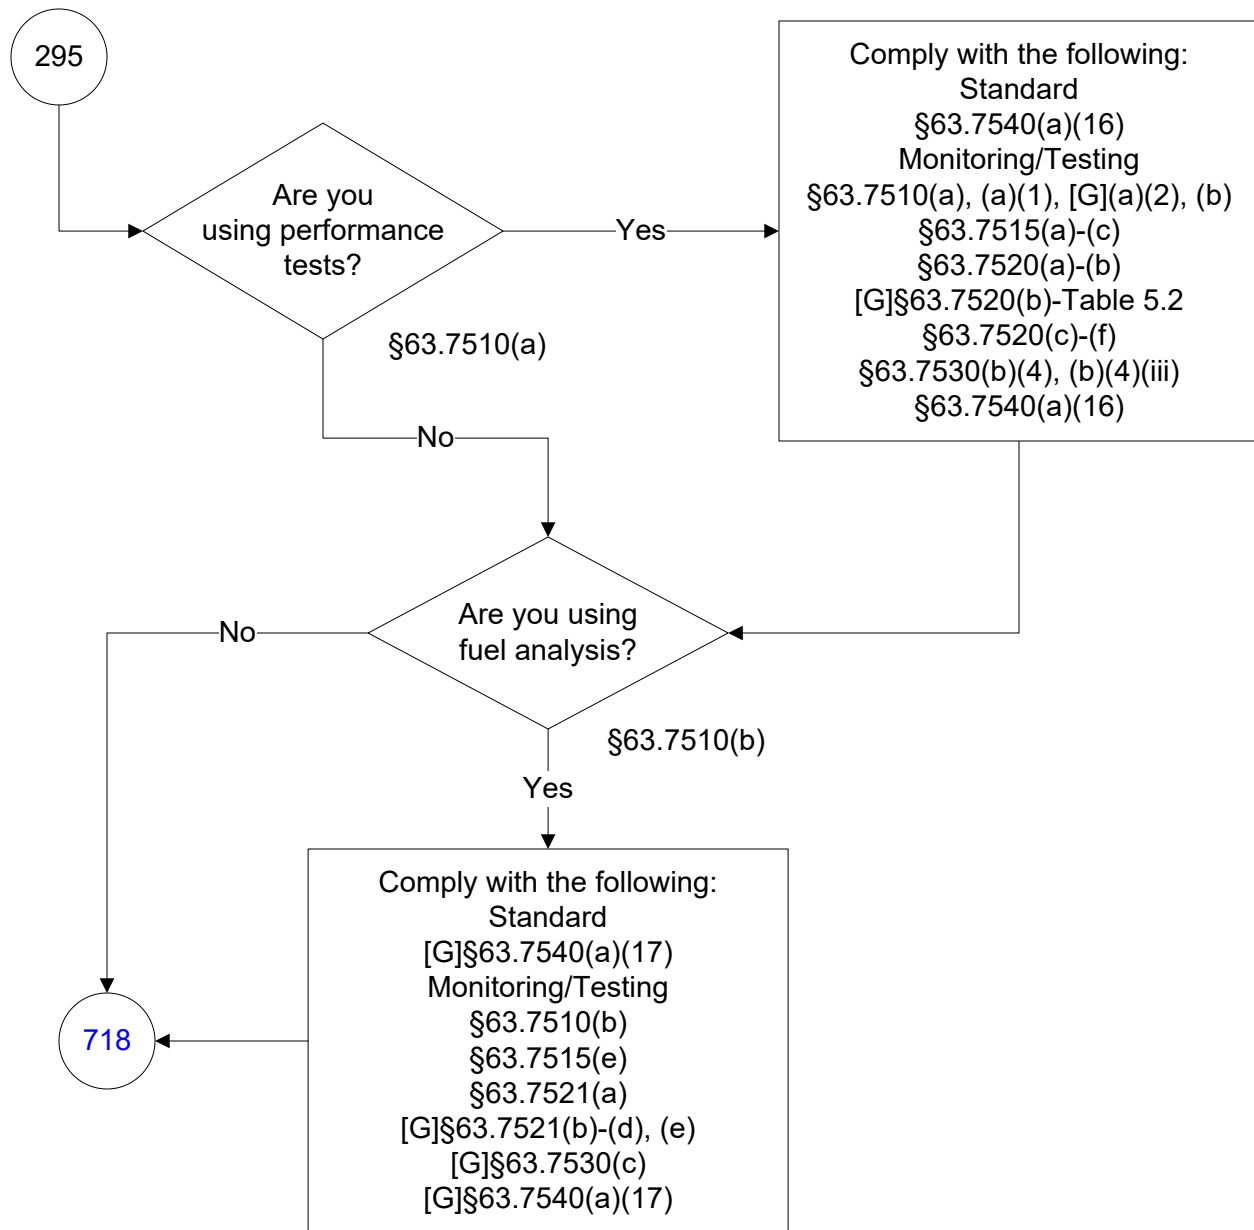 295
Are you
using performance
tests?
§63.7510(a)
Yes
Comply with the following:
Standard
§63.7540(a)(16)
Monitoring/Testing
§63.7510(a), (a)(1), [G](a)(2), (b)
§63.7515(a)-(c)
§63.7520(a)-(b)
[G]§63.7520(b)-Table 5.2
§63.7520(c)-(f)
§63.7530(b)(4), (b)(4)(iii)
§63.7540(a)(16)
No
Are you using
fuel analysis?
§63.7510(b)
No
Yes
Comply with the following:
Standard
[G]§63.7540(a)(17)
Monitoring/Testing
§63.7510(b)
§63.7515(e)
§63.7521(a)
[G]§63.7521(b)-(d), (e)
[G]§63.7530(c)
[G]§63.7540(a)(17)
718